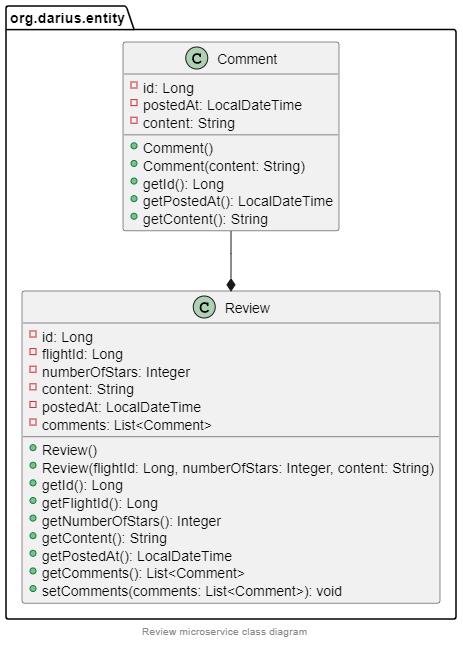 org.darius.entity
C Comment
id: Long
postedAt: LocalDateTime
content: String
Comment()
Comment(content: String)
getId(): Long
getPostedAt(): LocalDateTime
getContent(): String
C Review
id: Long
flightId: Long
numberOfStars: Integer
content: String
postedAt: LocalDateTime
comments: List<Comment>
Review()
Review(flightId: Long, numberOfStars: Integer, content: String)
getId(): Long
getFlightId(): Long
getNumberOfStars(): Integer
getContent(): String
getPostedAt(): LocalDateTime
getComments(): List<Comment>
setComments(comments: List<Comment>): void
Review microservice class diagram